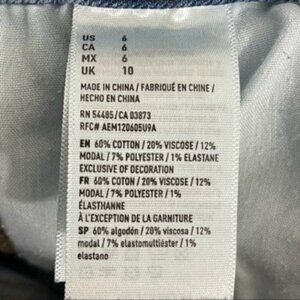 US 6
CA 6
MX 6
UK 10
MADE IN CHINA / FABRIQUÉ EN CHINE /
HECHO EN CHINA
RN 54485/CA 03873
RFC# AEM120605U9A
EN 60% COTTON / 20% VISCOSE / 12%
MODAL / 7% POLYESTER / 1% ELASTANE
EXCLUSIVE OF DECORATION
FR 60% COTON / 20% VISCOSE / 12%
MODAL / 7% POLYESTER / 1%
ÉLASTHANNE
À L'EXCEPTION DE LA GARNITURE
SP 60% algodón / 20% viscosa / 12%
modal / 7% elastomultiéster / 1%
elastano